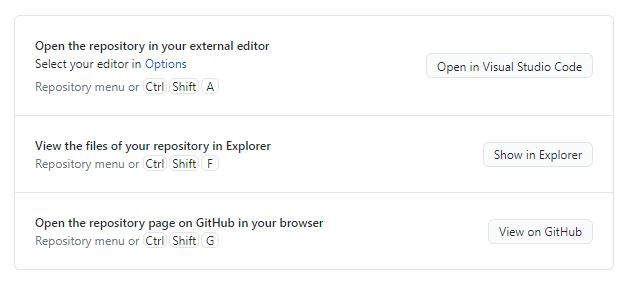 Open the repository in your external editor
Select your editor in Options
Repository menu or Ctrl Shift A
Open in Visual Studio Code
View the files of your repository in Explorer
Repository menu or Ctrl Shift F
Show in Explorer
Open the repository page on GitHub in your browser
Repository menu or Ctrl Shift G
View on GitHub